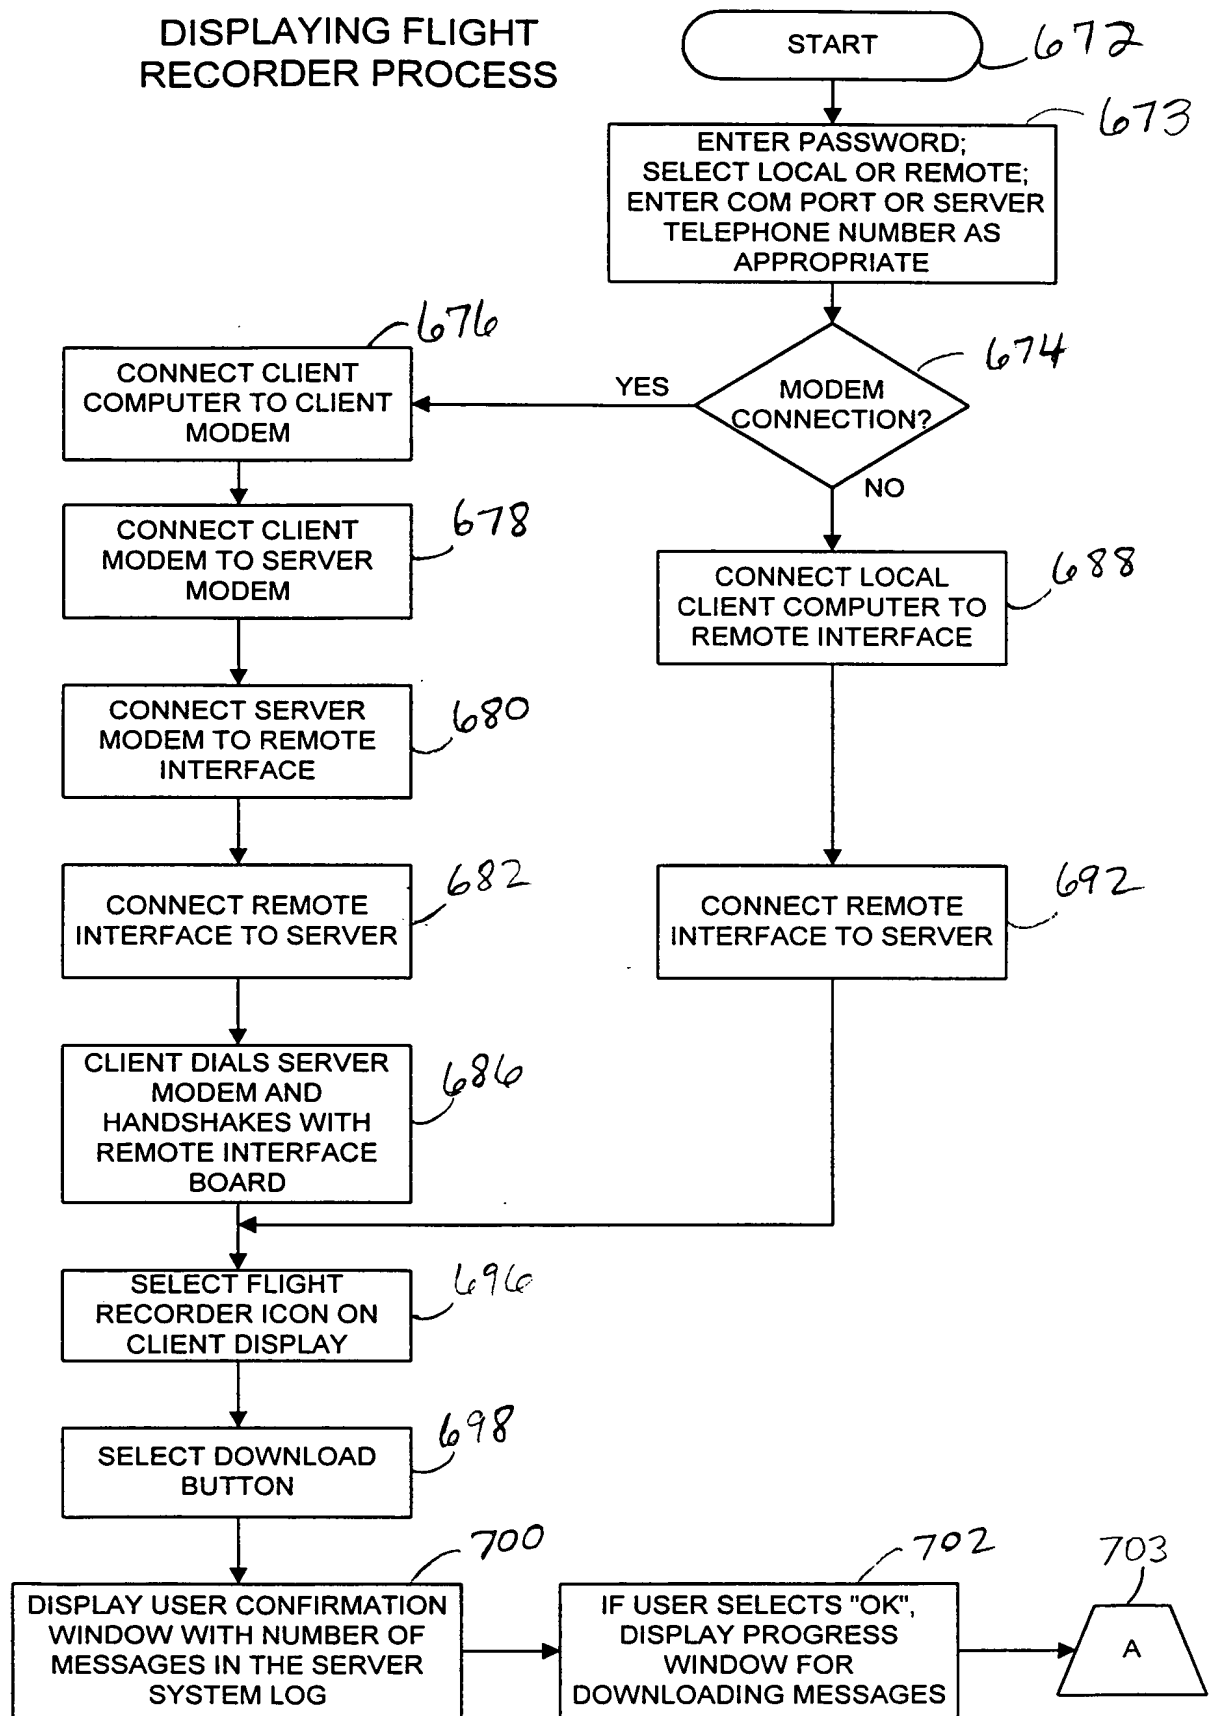 DISPLAYING FLIGHT
RECORDER PROCESS
START
672
673
ENTER PASSWORD;
SELECT LOCAL OR REMOTE;
ENTER COM PORT OR SERVER
TELEPHONE NUMBER AS
APPROPRIATE
674
MODEM
CONNECTION?
YES
NO
676
CONNECT CLIENT
COMPUTER TO CLIENT
MODEM
678
CONNECT CLIENT
MODEM TO SERVER
MODEM
688
CONNECT LOCAL
CLIENT COMPUTER TO
REMOTE INTERFACE
680
CONNECT SERVER
MODEM TO REMOTE
INTERFACE
682
CONNECT REMOTE
INTERFACE TO SERVER
692
CONNECT REMOTE
INTERFACE TO SERVER
686
CLIENT DIALS SERVER
MODEM AND
HANDSHAKES WITH
REMOTE INTERFACE
BOARD
696
SELECT FLIGHT
RECORDER ICON ON
CLIENT DISPLAY
698
SELECT DOWNLOAD
BUTTON
700
DISPLAY USER CONFIRMATION
WINDOW WITH NUMBER OF
MESSAGES IN THE SERVER
SYSTEM LOG
702
IF USER SELECTS "OK",
DISPLAY PROGRESS
WINDOW FOR
DOWNLOADING MESSAGES
703
A